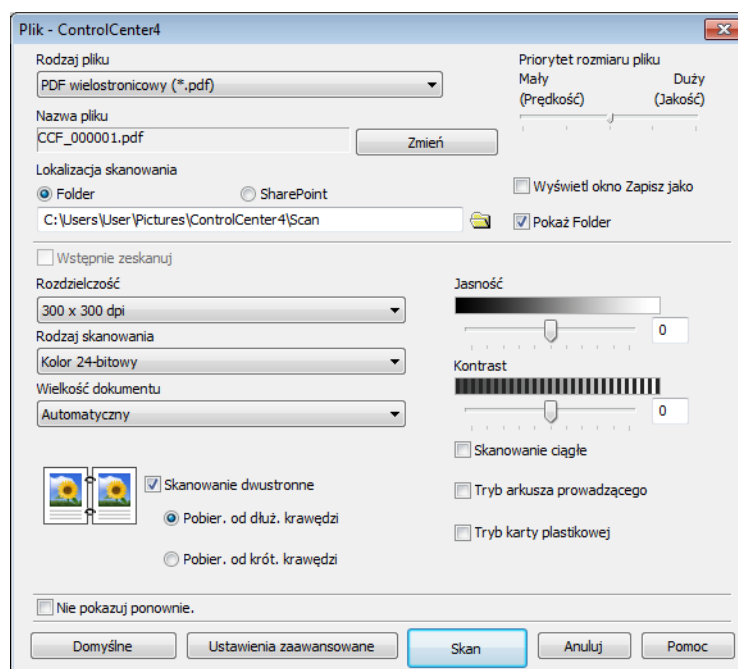 Plik - ControlCenter4
Rodzaj pliku
PDF wielostronicowy (*.pdf)
Priorytet rozmiaru pliku
Mały Duży
(Prędkość) (Jakość)
Nazwa pliku
CCF_000001.pdf
Zmień
Lokalizacja skanowania
Folder SharePoint
C:\Users\User\Pictures\ControlCenter4\Scan
Wyświetl okno Zapisz jako
Pokaż Folder
Wstępnie zeskanuj
Rozdzielczość
300 x 300 dpi
Rodzaj skanowania
Kolor 24-bitowy
Wielkość dokumentu
Automatyczny
Jasność
0
Kontrast
0
Skanowanie ciągłe
Tryb arkusza prowadzącego
Tryb karty plastikowej
Skanowanie dwustronne
Pobier. od dłuż. krawędzi
Pobier. od krót. krawędzi
Nie pokazuj ponownie.
Domyślne Ustawienia zaawansowane Skan Anuluj Pomoc